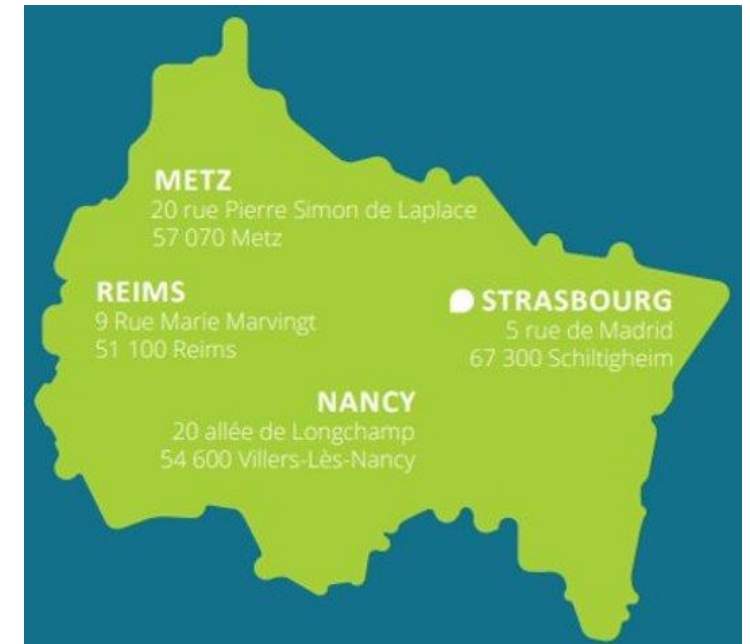 METZ
20 rue Pierre Simon de Laplace
57 070 Metz
REIMS
9 Rue Marie Marvingt
51 100 Reims
STRASBOURG
5 rue de Madrid
67 300 Schiltigheim
NANCY
20 allée de Longchamp
54 600 Villers-Lès-Nancy